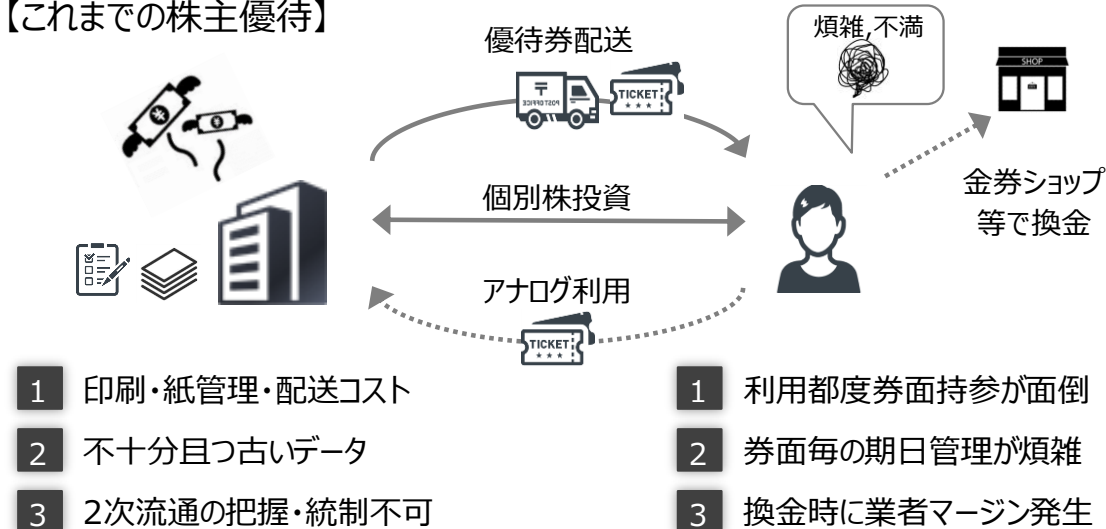 【これまでの株主優待】
優待券配送
煩雑,不満
SHOP
〒
POSTOFFICE
TICKET
金券ショップ
等で換金
個別株投資
アナログ利用
TICKET
1 印刷・紙管理・配送コスト
2 不十分且つ古いデータ
3 2次流通の把握・統制不可
1 利用都度券面持参が面倒
2 券面毎の期日管理が煩雑
3 換金時に業者マージン発生